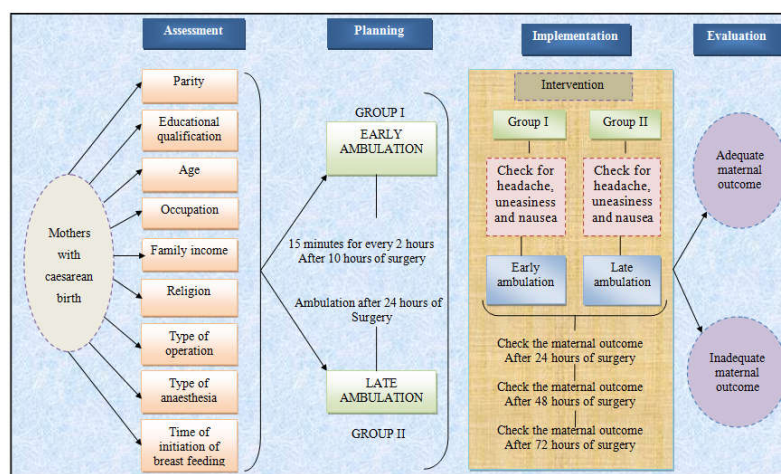 Assessment
Planning
Implementation
Evaluation
Mothers
with
caesarean
birth
Parity
Educational
qualification
Age
Occupation
Family income
Religion
Type of
operation
Type of
anaesthesia
Time of
initiation of
breast feeding
GROUP I
EARLY
AMBULATION
15 minutes for every 2 hours
After 10 hours of surgery
Ambulation after 24 hours of
Surgery
LATE
AMBULATION
GROUP II
Intervention
Group I
Group II
Check for
headache,
uneasiness
and nausea
Check for
headache,
uneasiness
and nausea
Early
ambulation
Late
ambulation
Check the maternal outcome
After 24 hours of surgery
Check the maternal outcome
After 48 hours of surgery
Check the maternal outcome
After 72 hours of surgery
Adequate
maternal
outcome
Inadequate
maternal
outcome